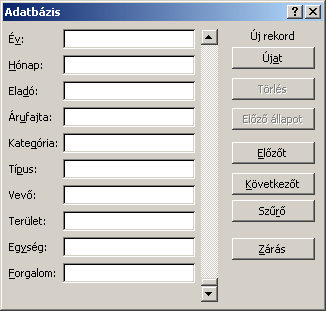 Adatbázis
Év:
Hónap:
Eladó:
Árufajta:
Kategória:
Típus:
Vevő:
Terület:
Egység:
Forgalom:
Új rekord
Újat
Törlés
Előző állapot
Előzőt
Következőt
Szűrő
Zárás